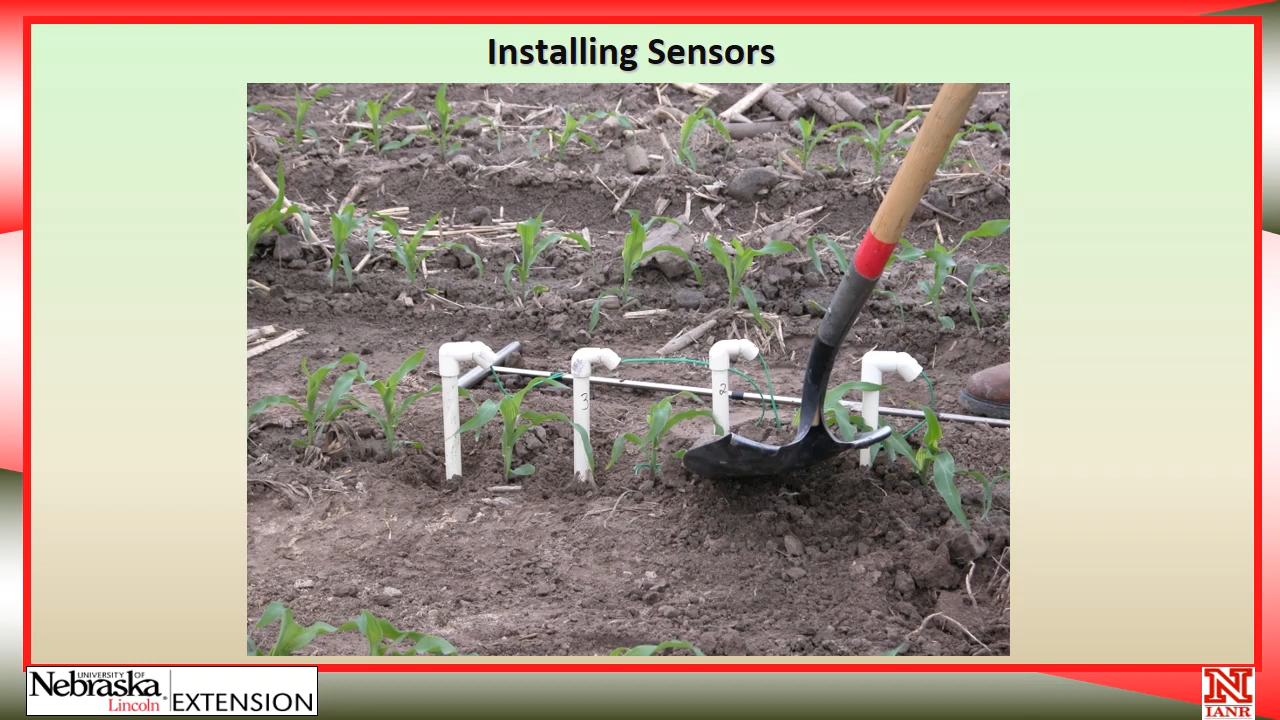 Installing Sensors
3
2
UNIVERSITY OF
Nebraska
Lincoln
EXTENSION
N
IANR